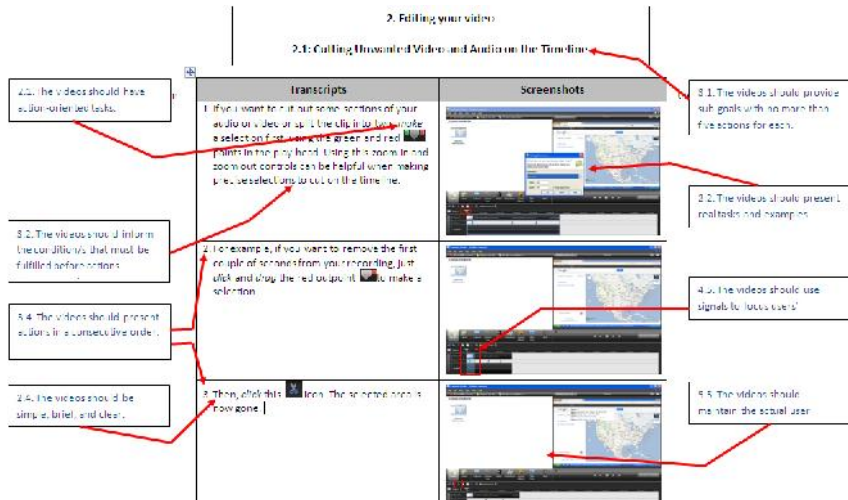 2. Editing your video
2.1: Cutting Unwanted Video and Audio on the Timeline
2.2. The videos should have
action-oriented tasks.
3.2. The videos should inform
the condition/s that must be
fulfilled before actions
3.4. The videos should present
actions in a consecutive order.
2.4. The videos should be
simple, brief, and clear.
Transcripts
Screenshots
1. If you want to cut out some sections of your
audio or video or split the clip into two, make
a selection first, using the green and red
points in the play head. Using this zoom in and
zoom out controls can be helpful when making
precise selections to cut on the timeline.
2. For example, if you want to remove the first
couple of seconds from your recording, just
click and drag the red outpoint to make a
selection
3. Then, click this icon. The selected area is
now gone.
3.1. The videos should provide
sub goals with no more than
five actions for each.
2.2. The videos should present
real tasks and examples
4.5. The videos should use
signals to focus users'
5.5. The videos should
maintain the actual user